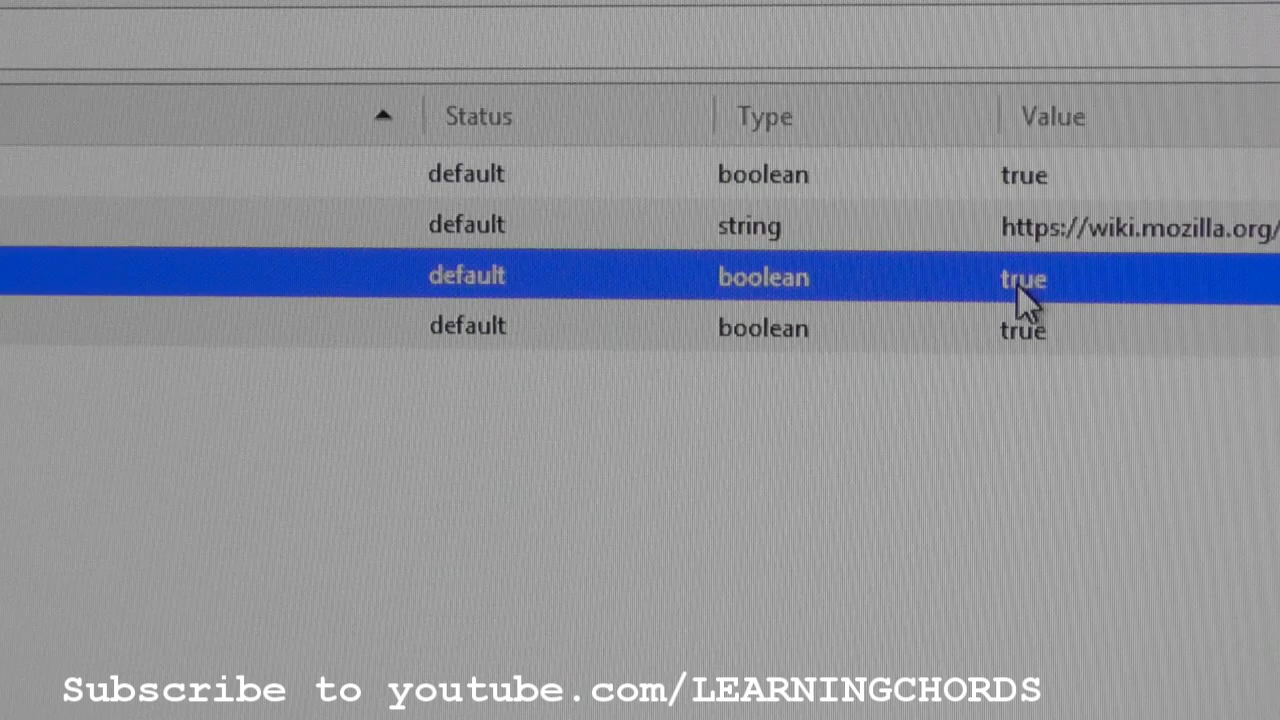 Status Type Value
default boolean true
default string https://wiki.mozilla.org/
default boolean true
default boolean true
Subscribe to youtube.com/LEARNINGCHORDS